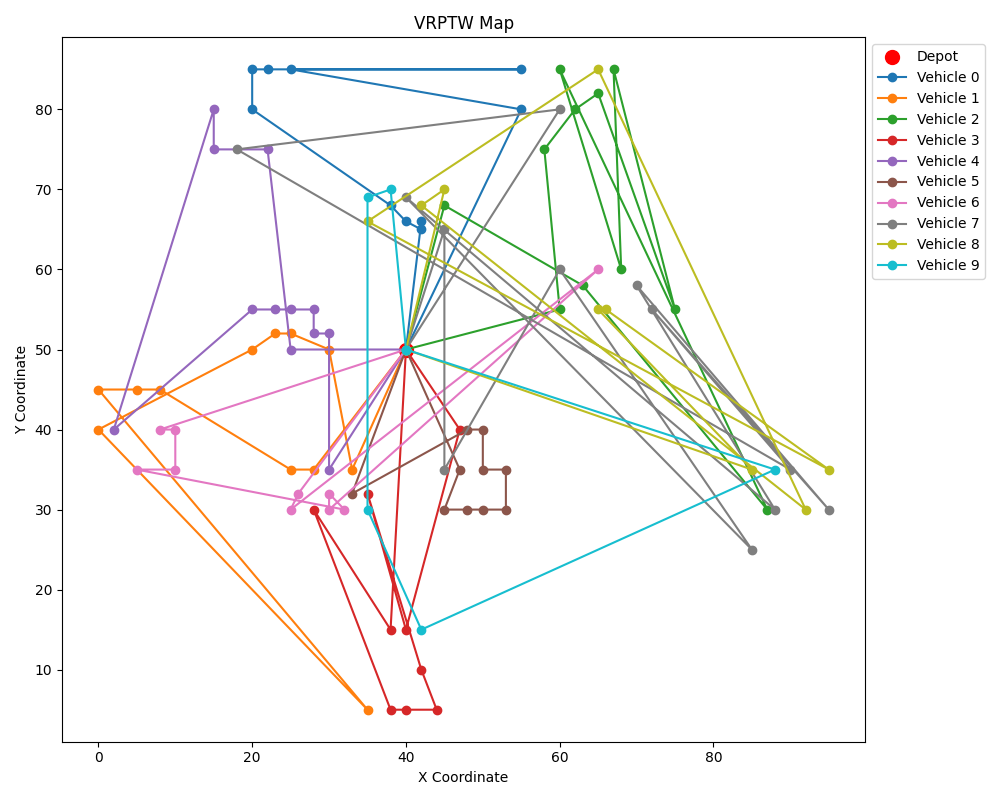 VRPTW Map
Depot
Vehicle 0
Vehicle 1
Vehicle 2
Vehicle 3
Vehicle 4
Vehicle 5
Vehicle 6
Vehicle 7
Vehicle 8
Vehicle 9
Y Coordinate
80
70
60
50
40
30
20
10
0 20 40 60 80
X Coordinate